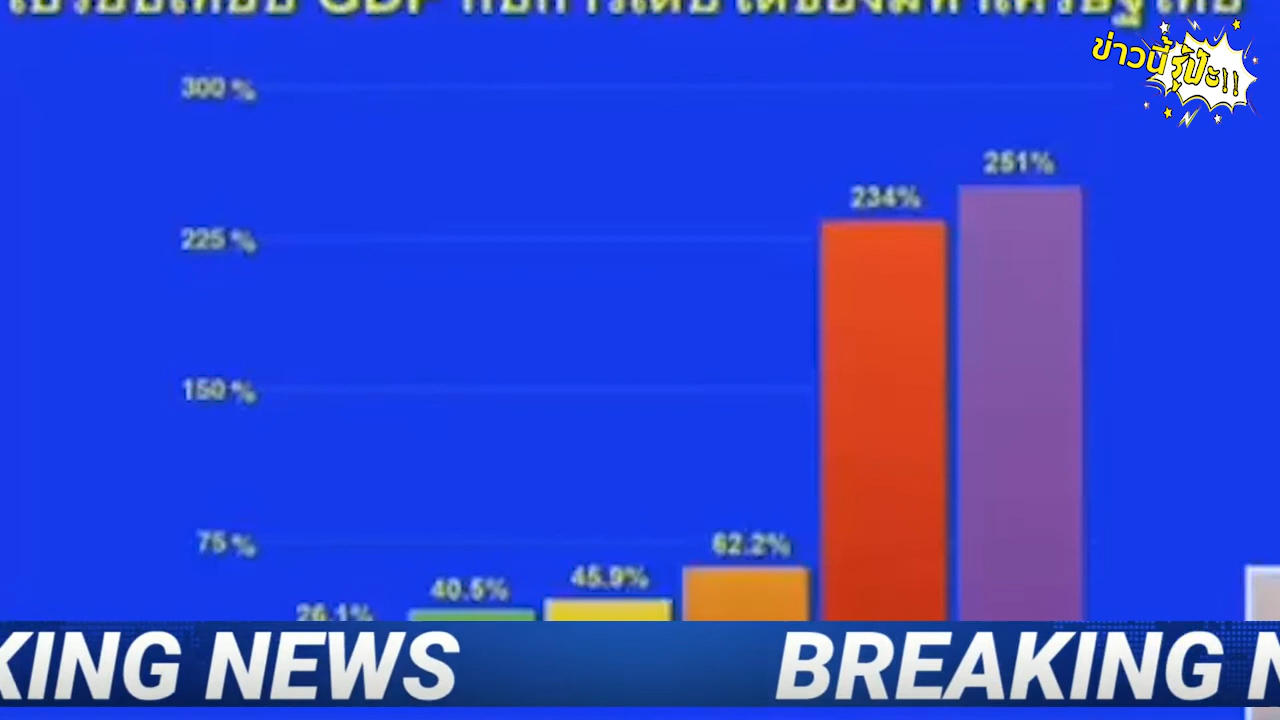 GDP
ข่าวนี้
รู้ป่ะ!!
300 %
251%
234%
225 %
150 %
75 %
62.2%
45.9%
40.5%
26.1%
KING NEWS
BREAKING N